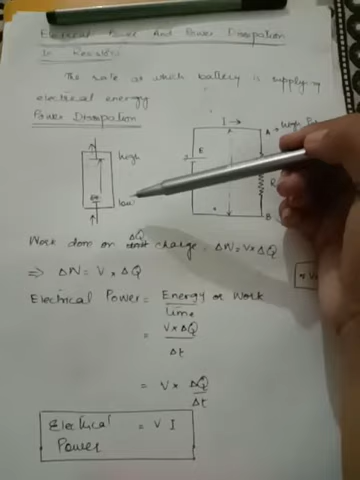 Electrical Power And Power Dissipation
In Resistors
The rate at which battery is supplying
electrical energy
Power Dissipation
high
low
I →
A = High
E
R
B
Work done on ΔQ charge = ΔW = V × ΔQ
⇒ ΔW = V × ΔQ
Electrical Power = Energy or Work
Time
= V × ΔQ
Δt
= V × ΔQ
Δt
Electrical = V I
Power